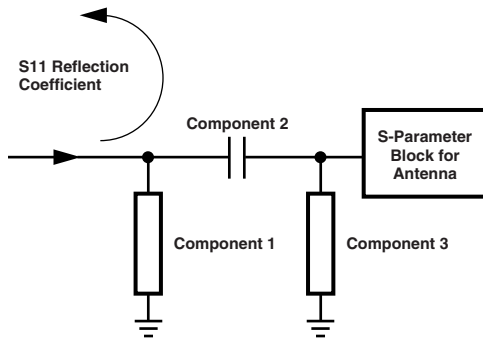 S11 Reflection
Coefficient
Component 2
S-Parameter
Block for
Antenna
Component 1
Component 3